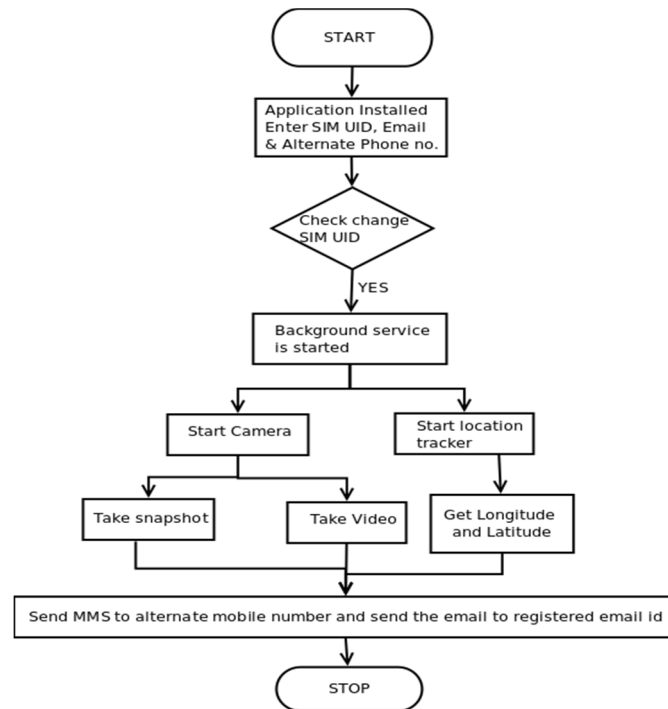 START
Application Installed
Enter SIM UID, Email
& Alternate Phone no.
Check change
SIM UID
YES
Background service
is started
Start Camera
Start location
tracker
Take snapshot
Take Video
Get Longitude
and Latitude
Send MMS to alternate mobile number and send the email to registered email id
STOP